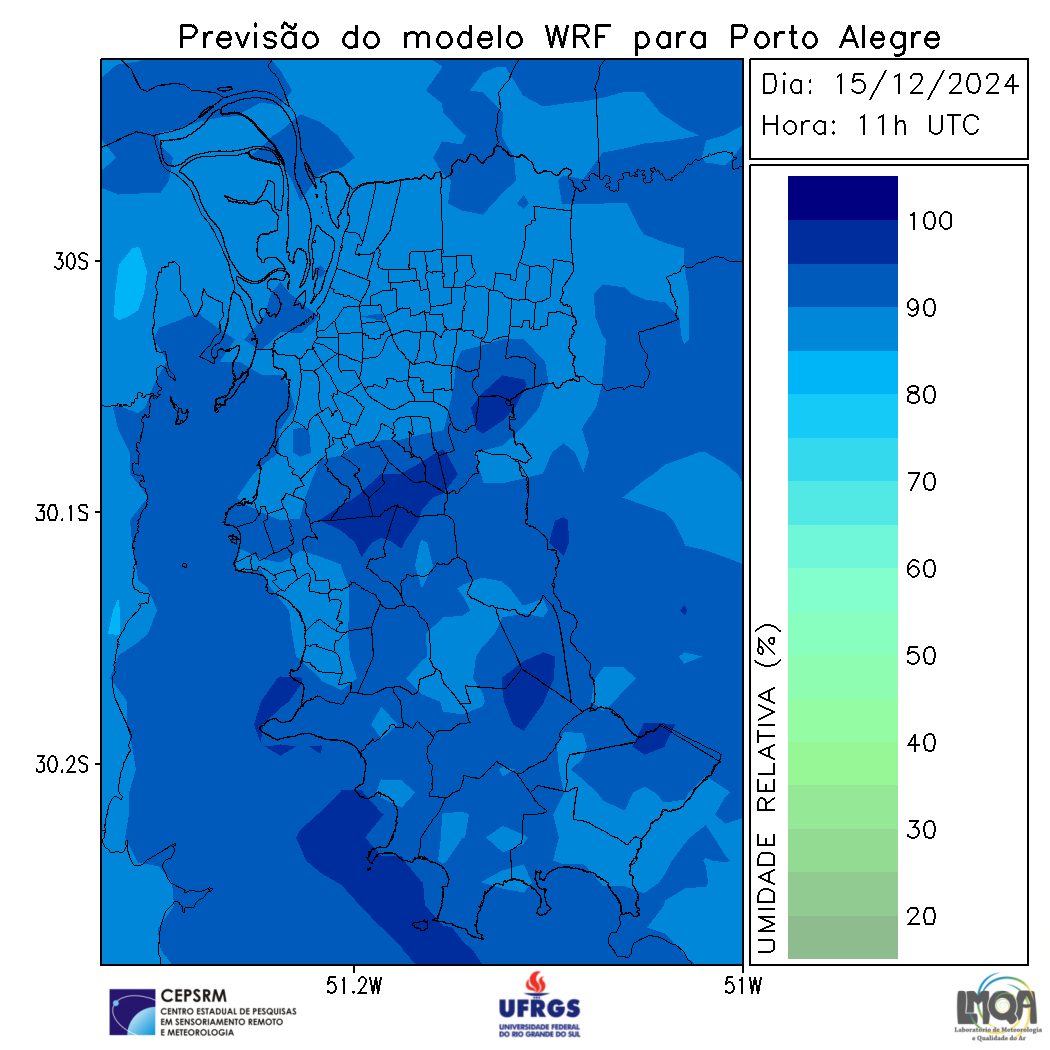 Previsão do modelo WRF para Porto Alegre
Dia: 15/12/2024
Hora: 11h UTC
30S
30.1S
30.2S
51.2W
51W
UMIDADE RELATIVA (%)
100
90
80
70
60
50
40
30
20
CEPSRM
CENTRO ESTADUAL DE PESQUISAS
EM SENSORIAMENTO REMOTO
E METEOROLOGIA
UFRGS
UNIVERSIDADE FEDERAL
DO RIO GRANDE DO SUL
LMQA
Laboratório de Meteorologia
e Qualidade do Ar